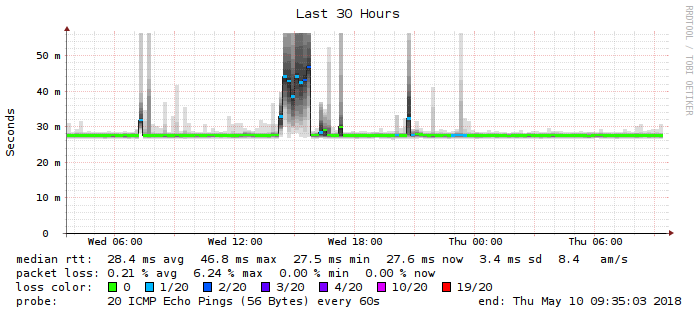 Last 30 Hours
RRDTOOL / TOBI OETIKER
Seconds
50 m
40 m
30 m
20 m
10 m
0
Wed 06:00 Wed 12:00 Wed 18:00 Thu 00:00 Thu 06:00
median rtt: 28.4 ms avg 46.8 ms max 27.5 ms min 27.6 ms now 3.4 ms sd 8.4 am/s
packet loss: 0.21 % avg 6.24 % max 0.00 % min 0.00 % now
loss color: 0 1/20 2/20 3/20 4/20 10/20 19/20
probe: 20 ICMP Echo Pings (56 Bytes) every 60s end: Thu May 10 09:35:03 2018